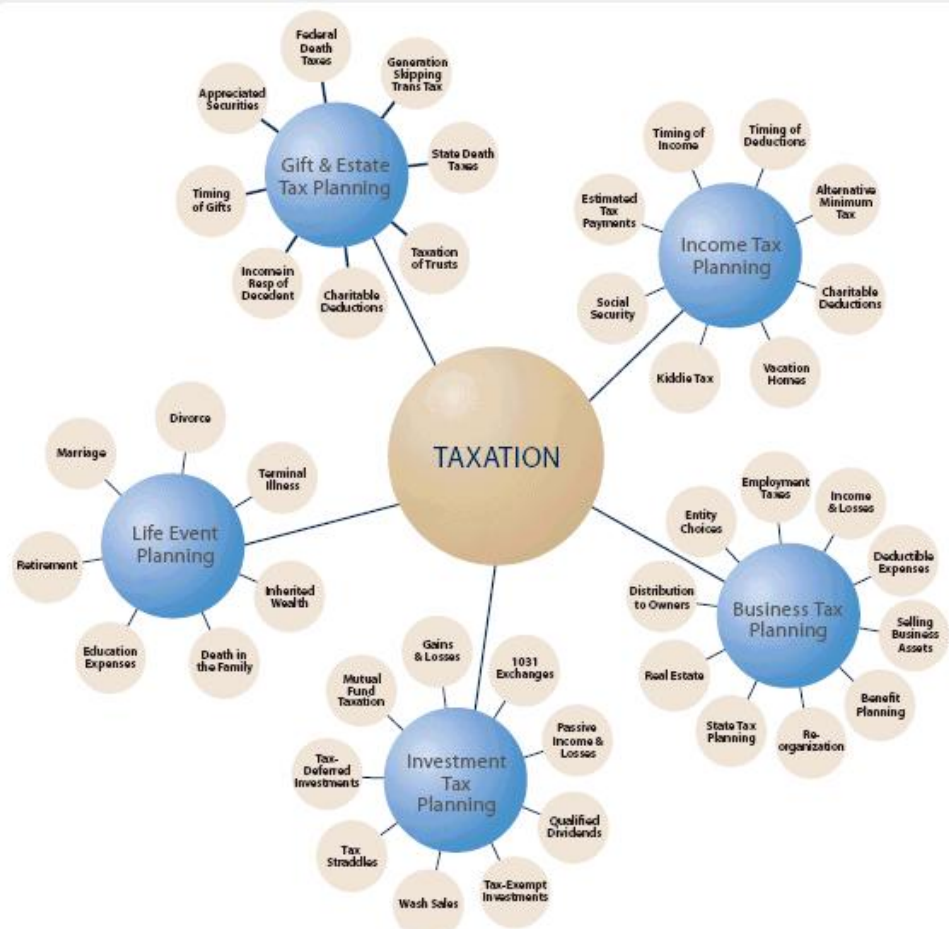 Federal
Death
Taxes
Generation
Skipping
Trans Tax
Appreciated
Securities
State Death
Taxes
Gift & Estate
Tax Planning
Timing
of Gifts
Taxation
of Trusts
Income in
Resp of
Decedent
Charitable
Deductions
Timing of
Income
Timing of
Deductions
Estimated
Tax
Payments
Alternative
Minimum
Tax
Income Tax
Planning
Social
Security
Charitable
Deductions
Kiddie Tax
Vacation
Homes
TAXATION
Divorce
Marriage
Terminal
Illness
Life Event
Planning
Retirement
Inherited
Wealth
Education
Expenses
Death in
the Family
Employment
Taxes
Income
& Losses
Entity
Choices
Deductible
Expenses
Distribution
to Owners
Business Tax
Planning
Selling
Business
Assets
Real Estate
Benefit
Planning
State Tax
Planning
Re-
organization
Gains
& Losses
1031
Exchanges
Mutual
Fund
Taxation
Passive
Income &
Losses
Tax-
Deferred
Investments
Investment
Tax
Planning
Qualified
Dividends
Tax
Straddles
Wash Sales
Tax-Exempt
Investments